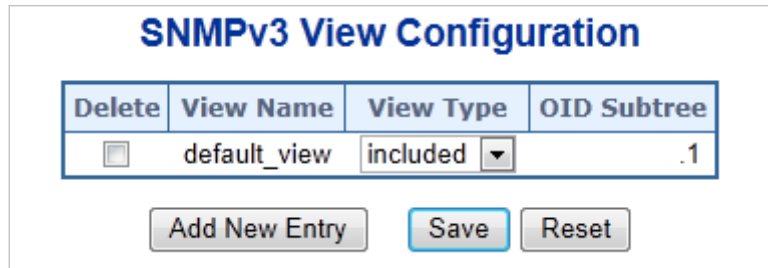 SNMPv3 View Configuration
Delete View Name View Type OID Subtree
default_view included .1
Add New Entry Save Reset